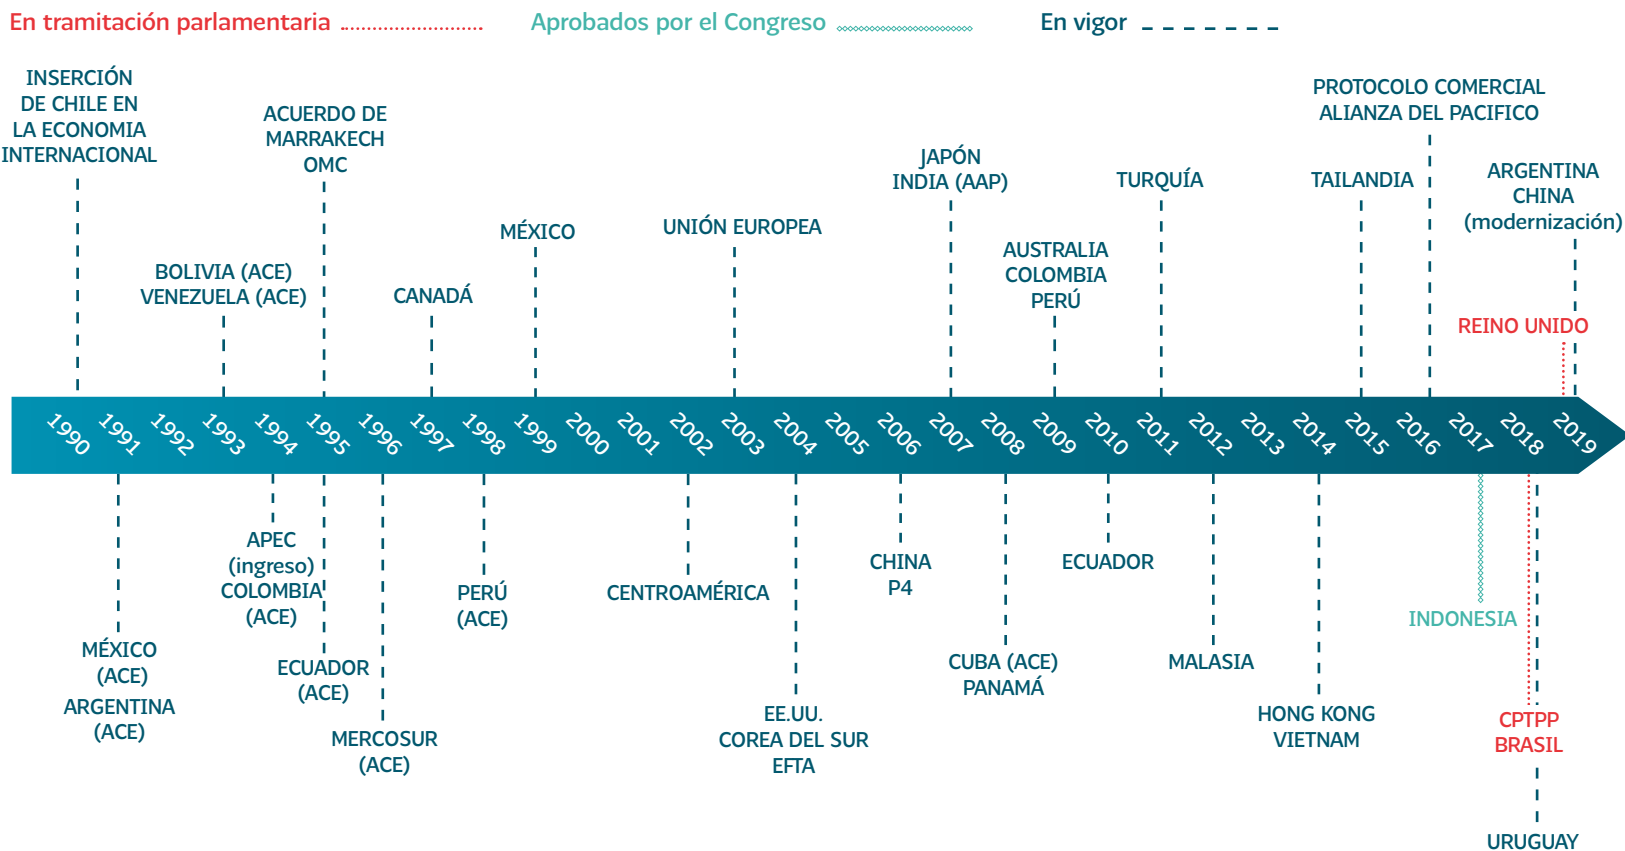 En tramitación parlamentaria
Aprobados por el Congreso
En vigor
INSERCIÓN
DE CHILE EN
LA ECONOMIA
INTERNACIONAL
BOLIVIA (ACE)
VENEZUELA (ACE)
ACUERDO DE
MARRAKECH
OMC
CANADÁ
MÉXICO
UNIÓN EUROPEA
JAPÓN
INDIA (AAP)
AUSTRALIA
COLOMBIA
PERÚ
TURQUÍA
TAILANDIA
PROTOCOLO COMERCIAL
ALIANZA DEL PACIFICO
ARGENTINA
CHINA
(modernización)
REINO UNIDO
1990
1991
1992
1993
1994
1995
1996
1997
1998
1999
2000
2001
2002
2003
2004
2005
2006
2007
2008
2009
2010
2011
2012
2013
2014
2015
2016
2017
2018
2019
MÉXICO
(ACE)
ARGENTINA
(ACE)
APEC
(ingreso)
COLOMBIA
(ACE)
ECUADOR
(ACE)
MERCOSUR
(ACE)
PERÚ
(ACE)
CENTROAMÉRICA
EE.UU.
COREA DEL SUR
EFTA
CHINA
P4
CUBA (ACE)
PANAMÁ
ECUADOR
MALASIA
HONG KONG
VIETNAM
INDONESIA
CPTPP
BRASIL
URUGUAY